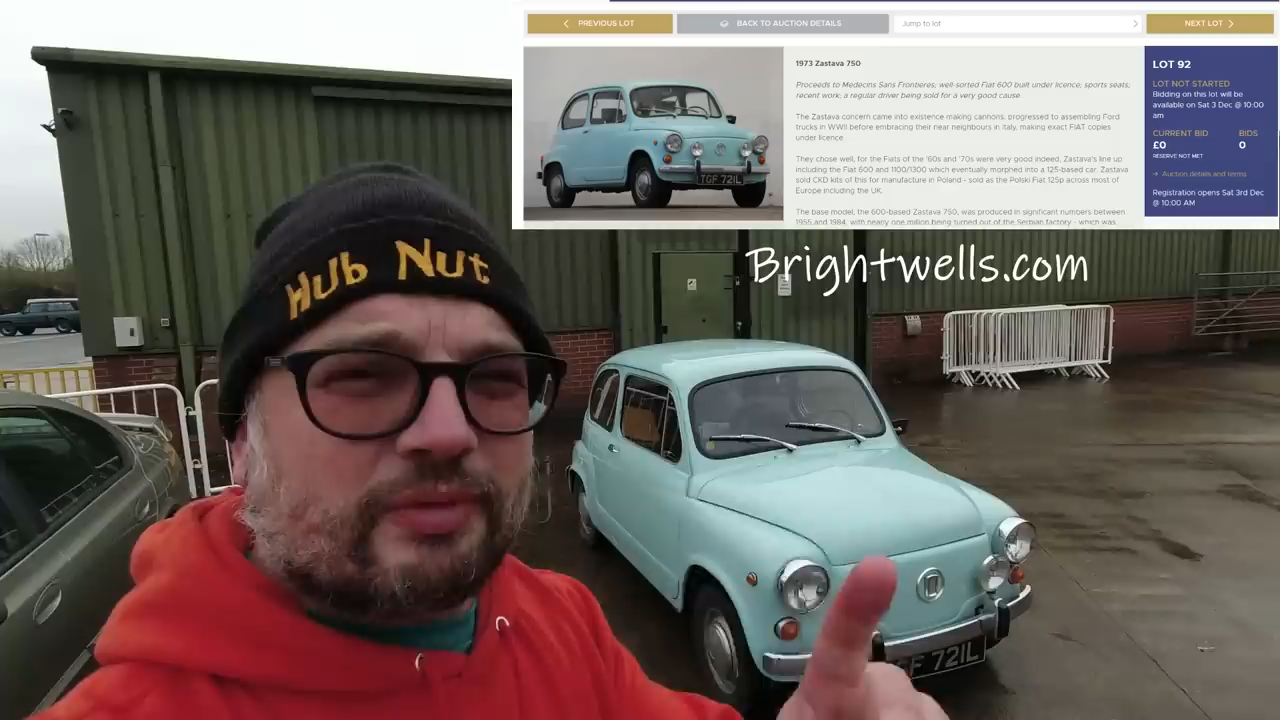 PREVIOUS LOT
BACK TO AUCTION DETAILS
Jump to lot
NEXT LOT
1973 Zastava 750
Proceeds to Medecins Sans Frontieres; well-sorted Fiat 600 built under licence; sports seats;
recent work; a regular driver being sold for a very good cause
The Zastava concern came into existence making cannons, progressed to assembling Ford
trucks in WWII before embracing their near neighbours in Italy, making exact FIAT copies
under licence
They chose well, for the Fiats of the '60s and '70s were very good indeed. Zastava's line up
including the Fiat 600 and 1100/1300 which eventually morphed into a 125-based car. Zastava
sold CKD kits of this for manufacture in Poland - sold as the Polski Fiat 125p across most of
Europe including the UK.
The base model, the 600-based Zastava 750, was produced in significant numbers between
1955 and 1984, with nearly one million being turned out of the Serbian factory - which was
LOT 92
LOT NOT STARTED
Bidding on this lot will be
available on Sat 3 Dec @ 10:00
am
CURRENT BID BIDS
£0 0
RESERVE NOT MET
Auction details and terms
Registration opens Sat 3rd Dec
@ 10:00 AM
TGF 721L
Brightwells.com
Hub Nut
F 721L